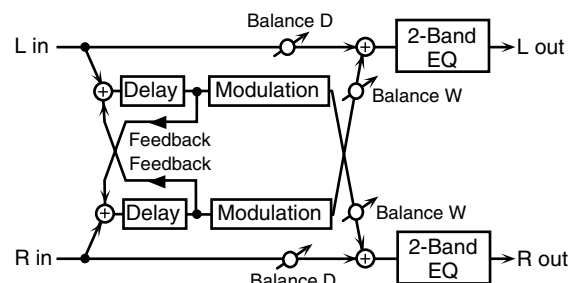 Balance D
L in
2-Band
EQ
L out
Delay
Modulation
Balance W
Feedback
Feedback
Delay
Modulation
Balance W
R in
2-Band
EQ
R out
Balance D